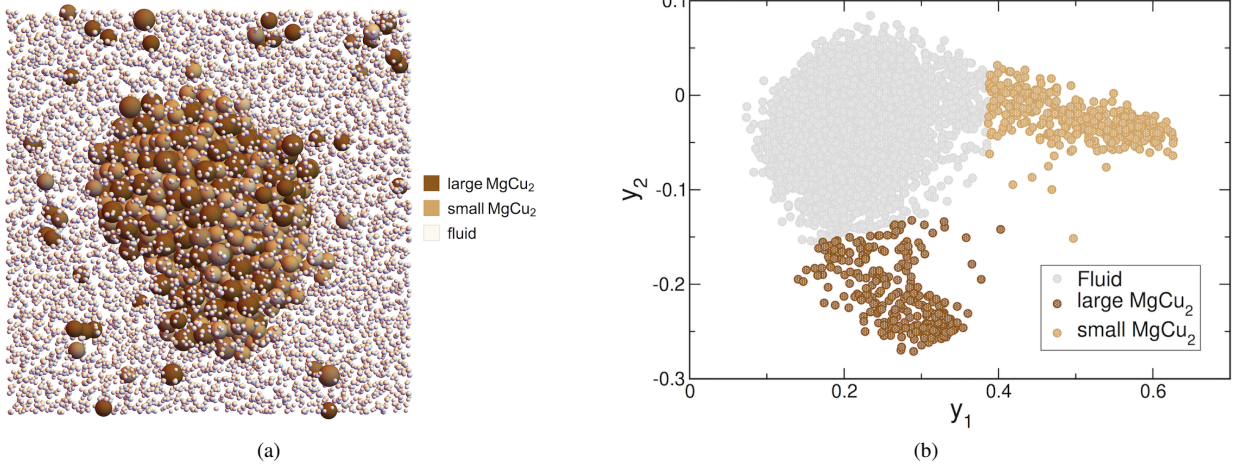 large MgCu₂
small MgCu₂
fluid
(a)
0.1
0
-0.1
-0.2
-0.3
y₂
0
0.2
0.4
0.6
y₁
Fluid
large MgCu₂
small MgCu₂
(b)